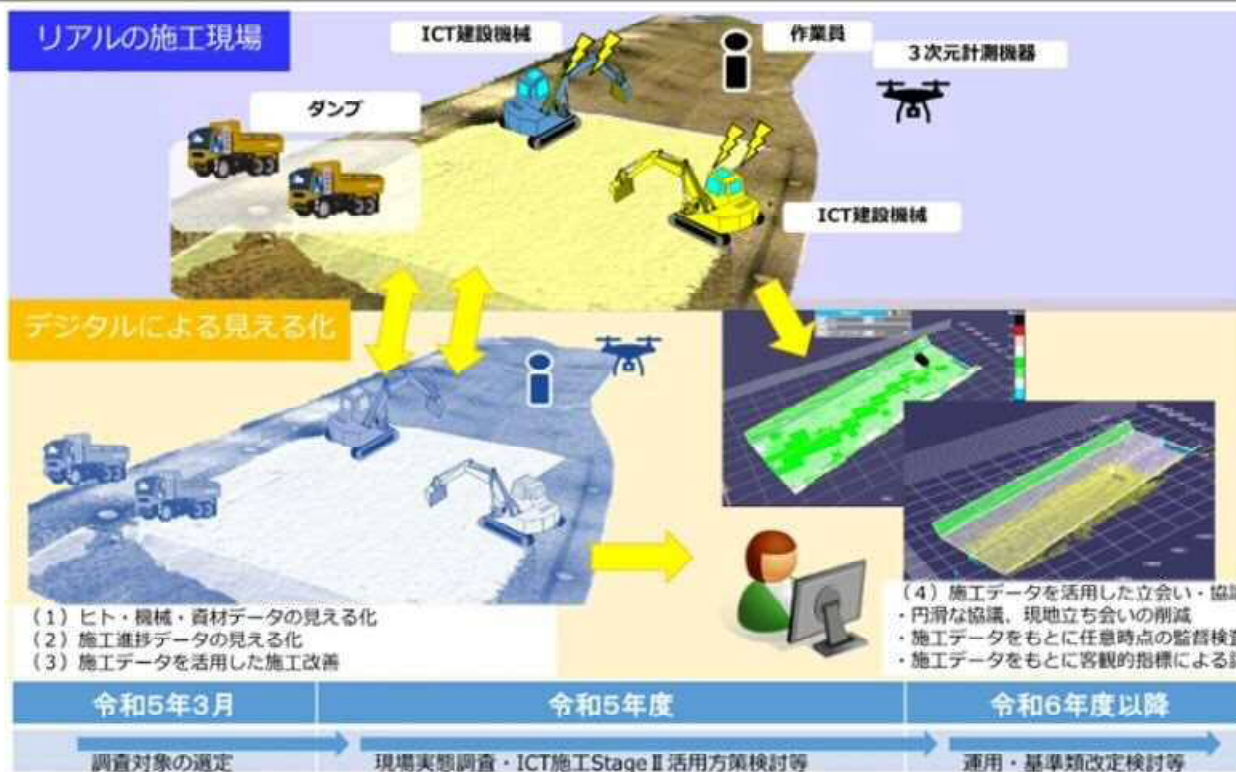 リアルの施工現場
ICT建設機械
作業員
3次元計測機器
ダンプ
ICT建設機械
デジタルによる見える化
(1)ヒト・機械・資材データの見える化
(2)施工進捗データの見える化
(3)施工データを活用した施工改善
(4)施工データを活用した立会い・協議
・円滑な協議、現地立ち会いの削減
・施工データをもとに任意時点の監督検査
・施工データをもとに客観的指標による
令和5年3月
令和5年度
令和6年度以降
調査対象の選定
現場実態調査・ICT施工StageⅡ活用方策検討等
運用・基準類改定検討等